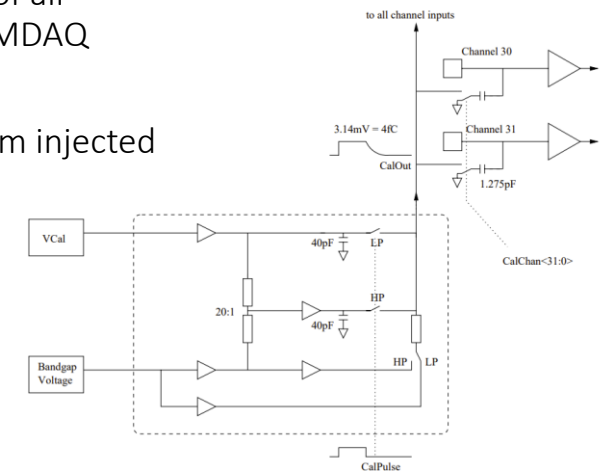 or all
MDAQ
m injected
to all channel inputs
Channel 30
3.14mV = 4fC
Channel 31
CalOut
1.275pF
VCal
40pF
LP
CalChan<31:0>
HP
20:1
40pF
HP
LP
Bandgap
Voltage
CalPulse